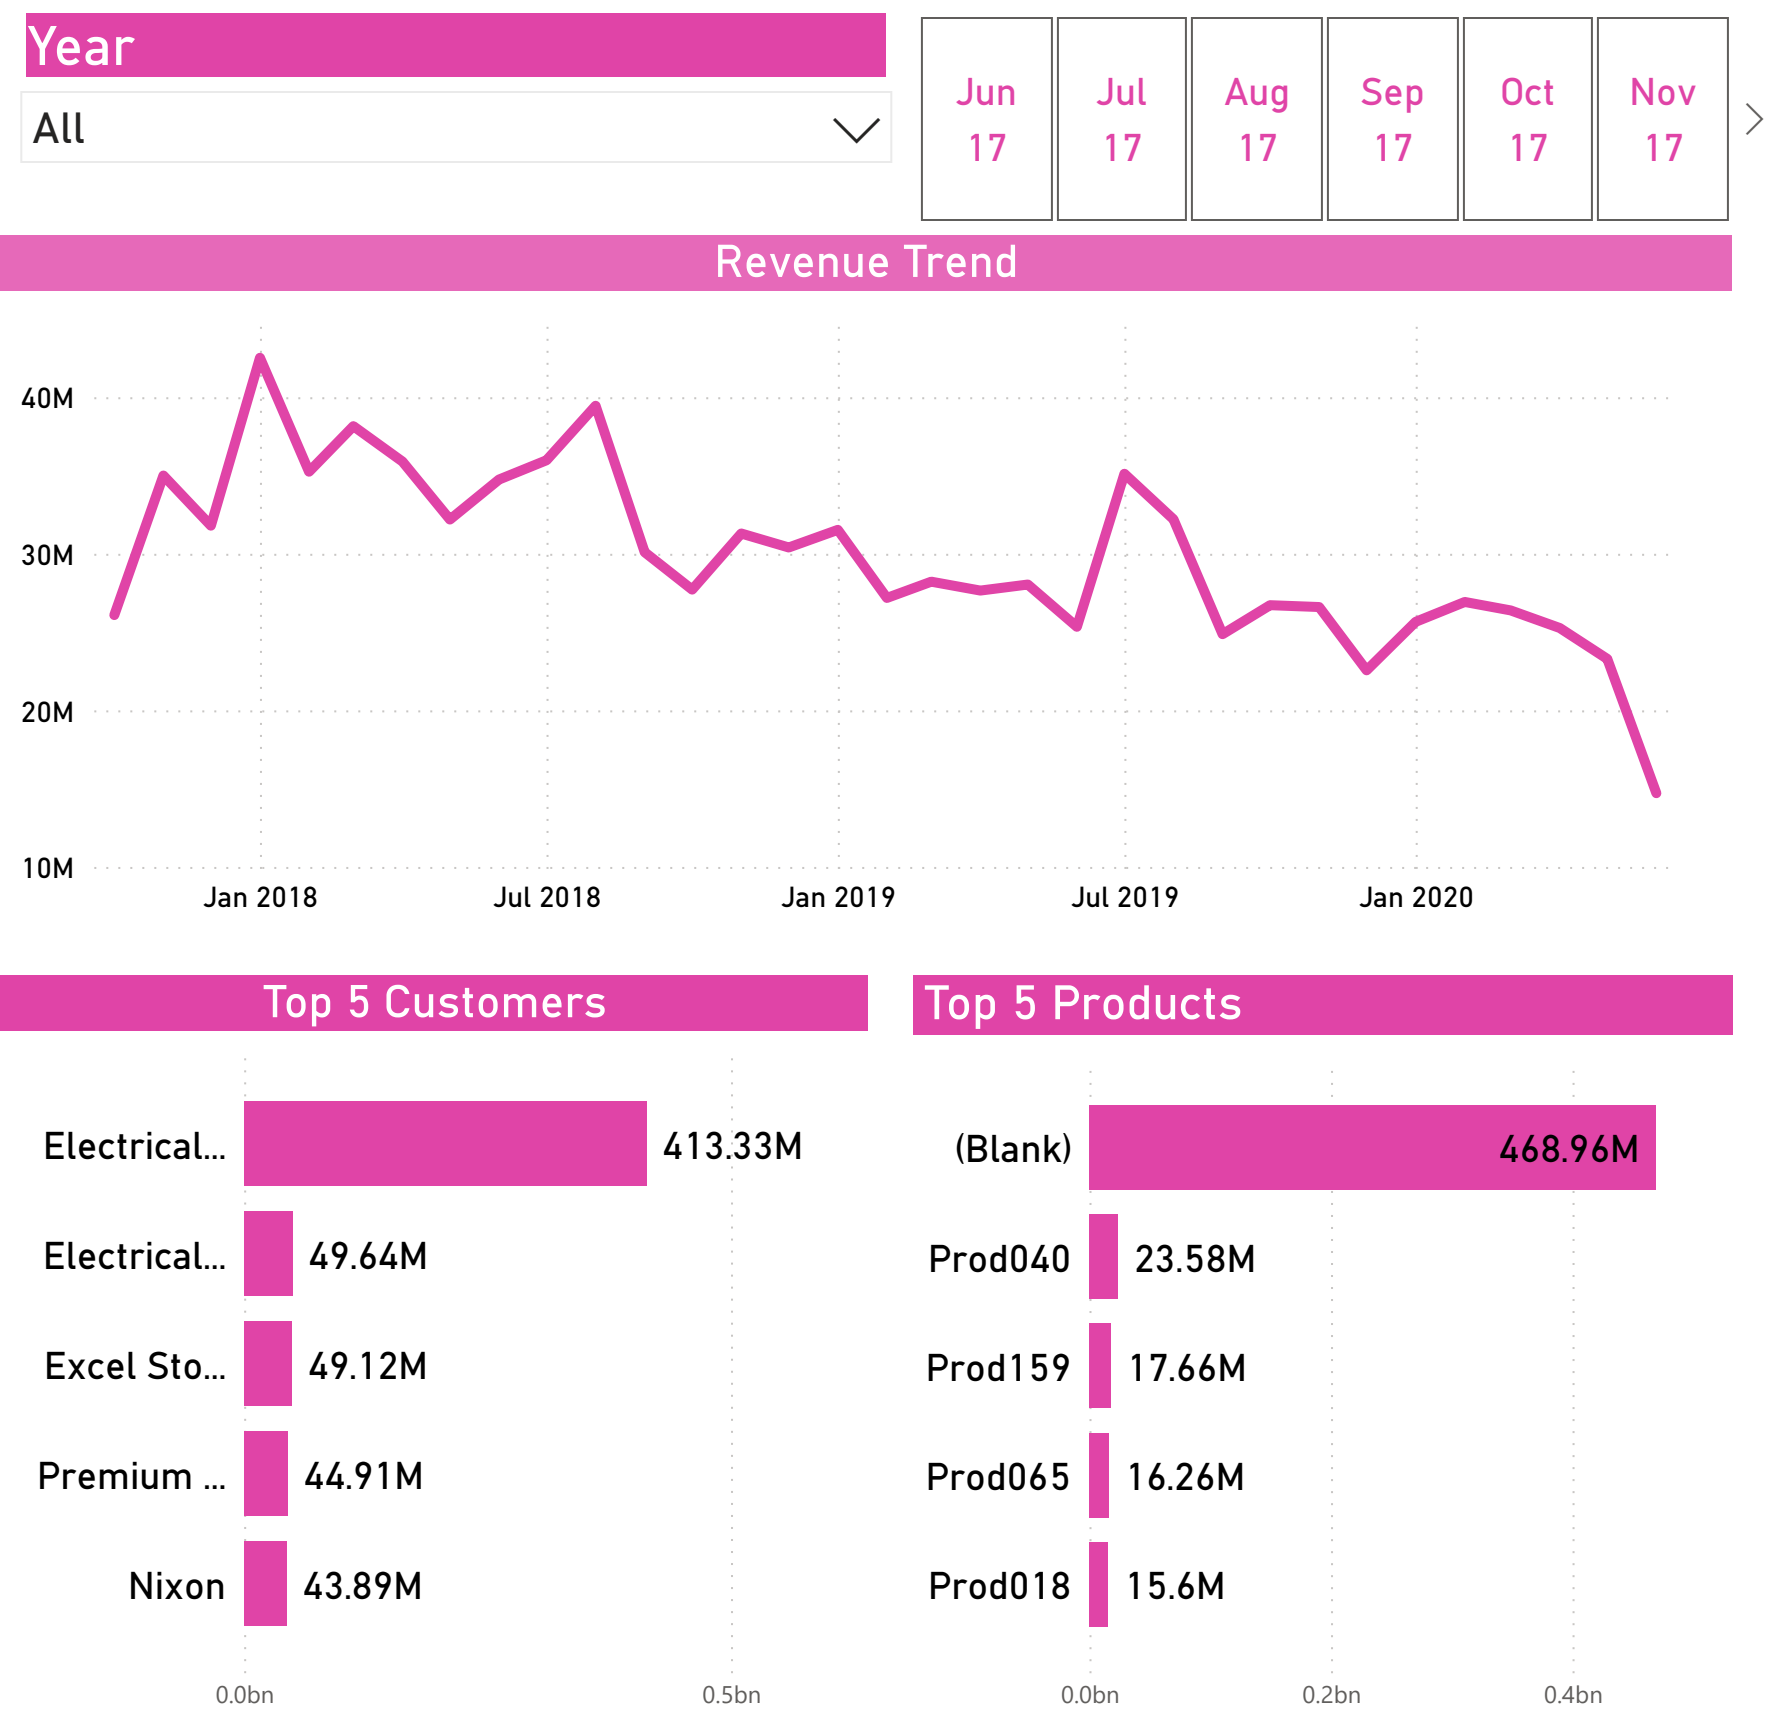 Year
All
Jun 17
Jul 17
Aug 17
Sep 17
Oct 17
Nov 17
Revenue Trend
40M
30M
20M
10M
Jan 2018
Jul 2018
Jan 2019
Jul 2019
Jan 2020
Top 5 Customers
Electrical... 413.33M
Electrical... 49.64M
Excel Sto... 49.12M
Premium ... 44.91M
Nixon 43.89M
0.0bn
0.5bn
Top 5 Products
(Blank) 468.96M
Prod040 23.58M
Prod159 17.66M
Prod065 16.26M
Prod018 15.6M
0.0bn
0.2bn
0.4bn